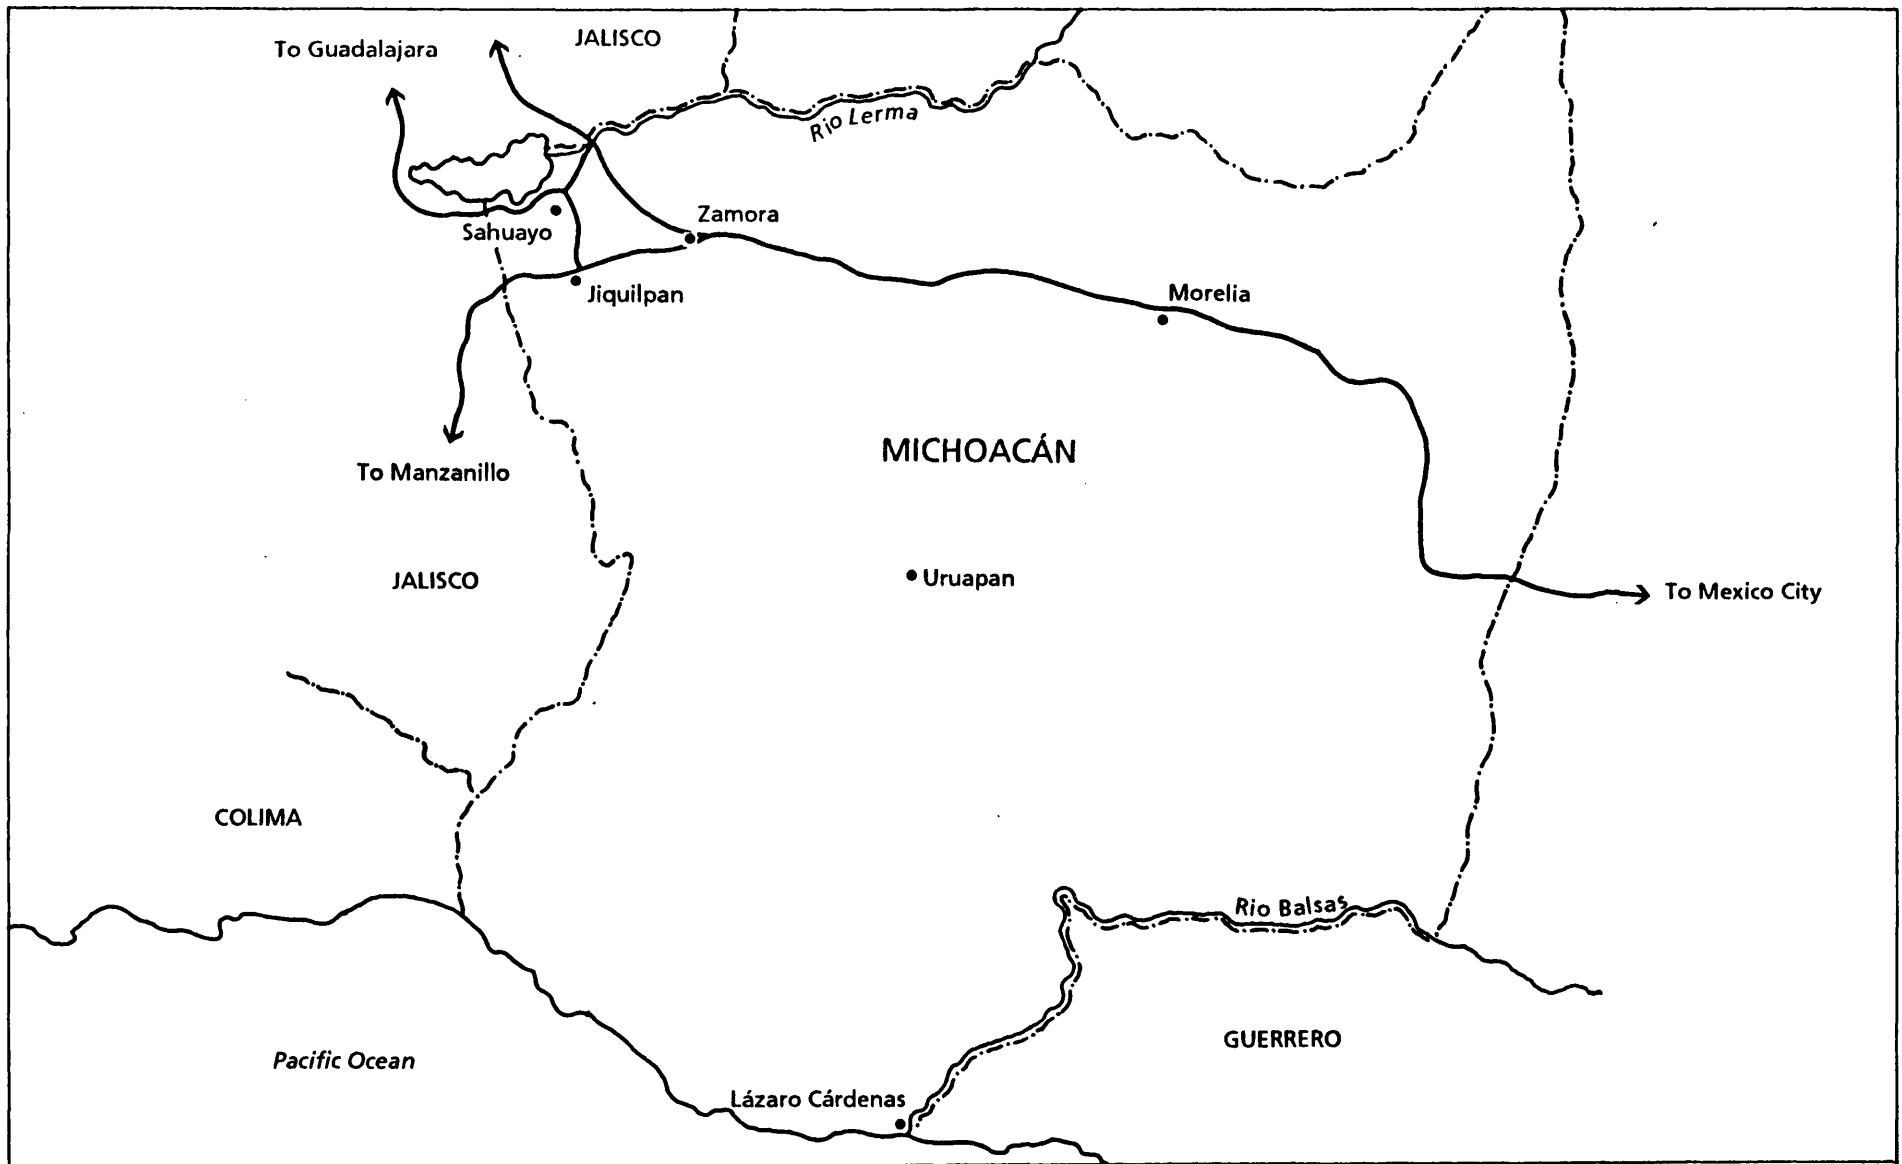 JALISCO
To Guadalajara
Rio Lerma
Zamora
Sahuayo
Jiquilpan
Morelia
MICHOACÁN
To Manzanillo
JALISCO
Uruapan
To Mexico City
COLIMA
Rio Balsas
GUERRERO
Pacific Ocean
Lázaro Cárdenas